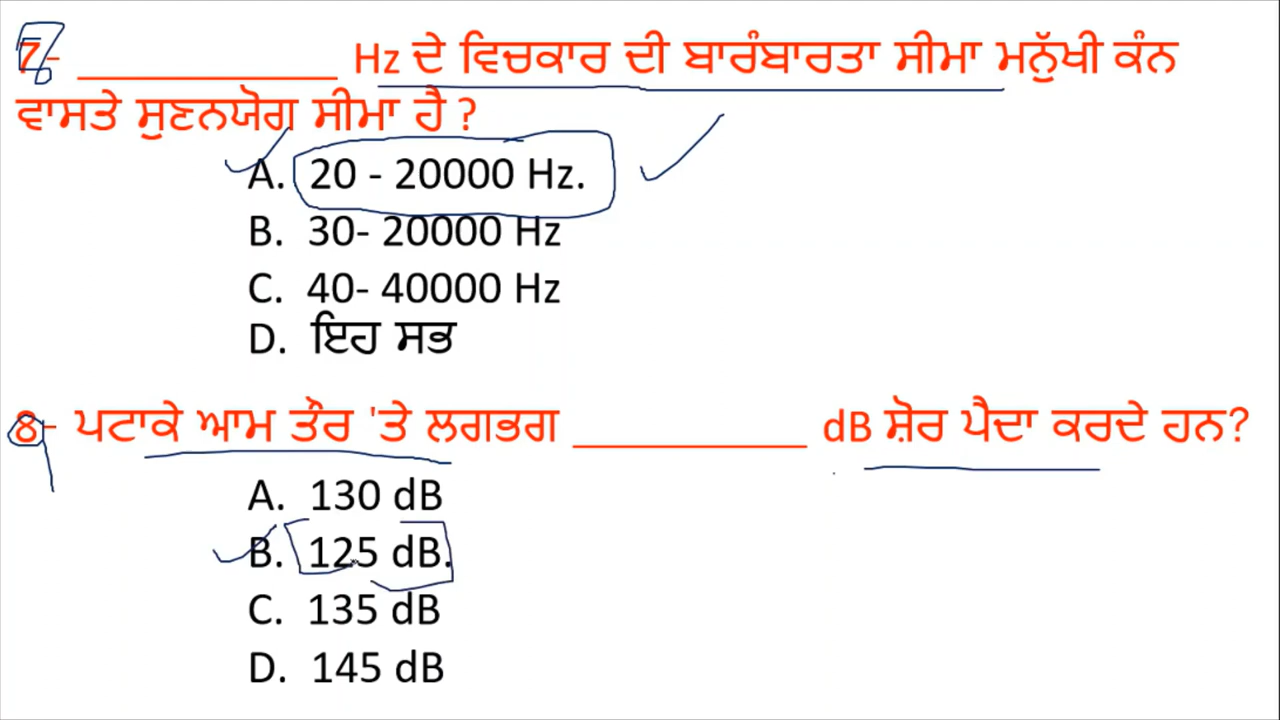 7- ____________ Hz ਦੇ ਵਿਚਕਾਰ ਦੀ ਬਾਰੰਬਾਰਤਾ ਸੀਮਾ ਮਨੁੱਖੀ ਕੰਨ
ਵਾਸਤੇ ਸੁਣਨਯੋਗ ਸੀਮਾ ਹੈ ?
A. 20 - 20000 Hz.
B. 30- 20000 Hz
C. 40- 40000 Hz
D. ਇਹ ਸਭ
8- ਪਟਾਕੇ ਆਮ ਤੌਰ 'ਤੇ ਲਗਭਗ ___________ dB ਸ਼ੋਰ ਪੈਦਾ ਕਰਦੇ ਹਨ?
A. 130 dB
B. 125 dB.
C. 135 dB
D. 145 dB